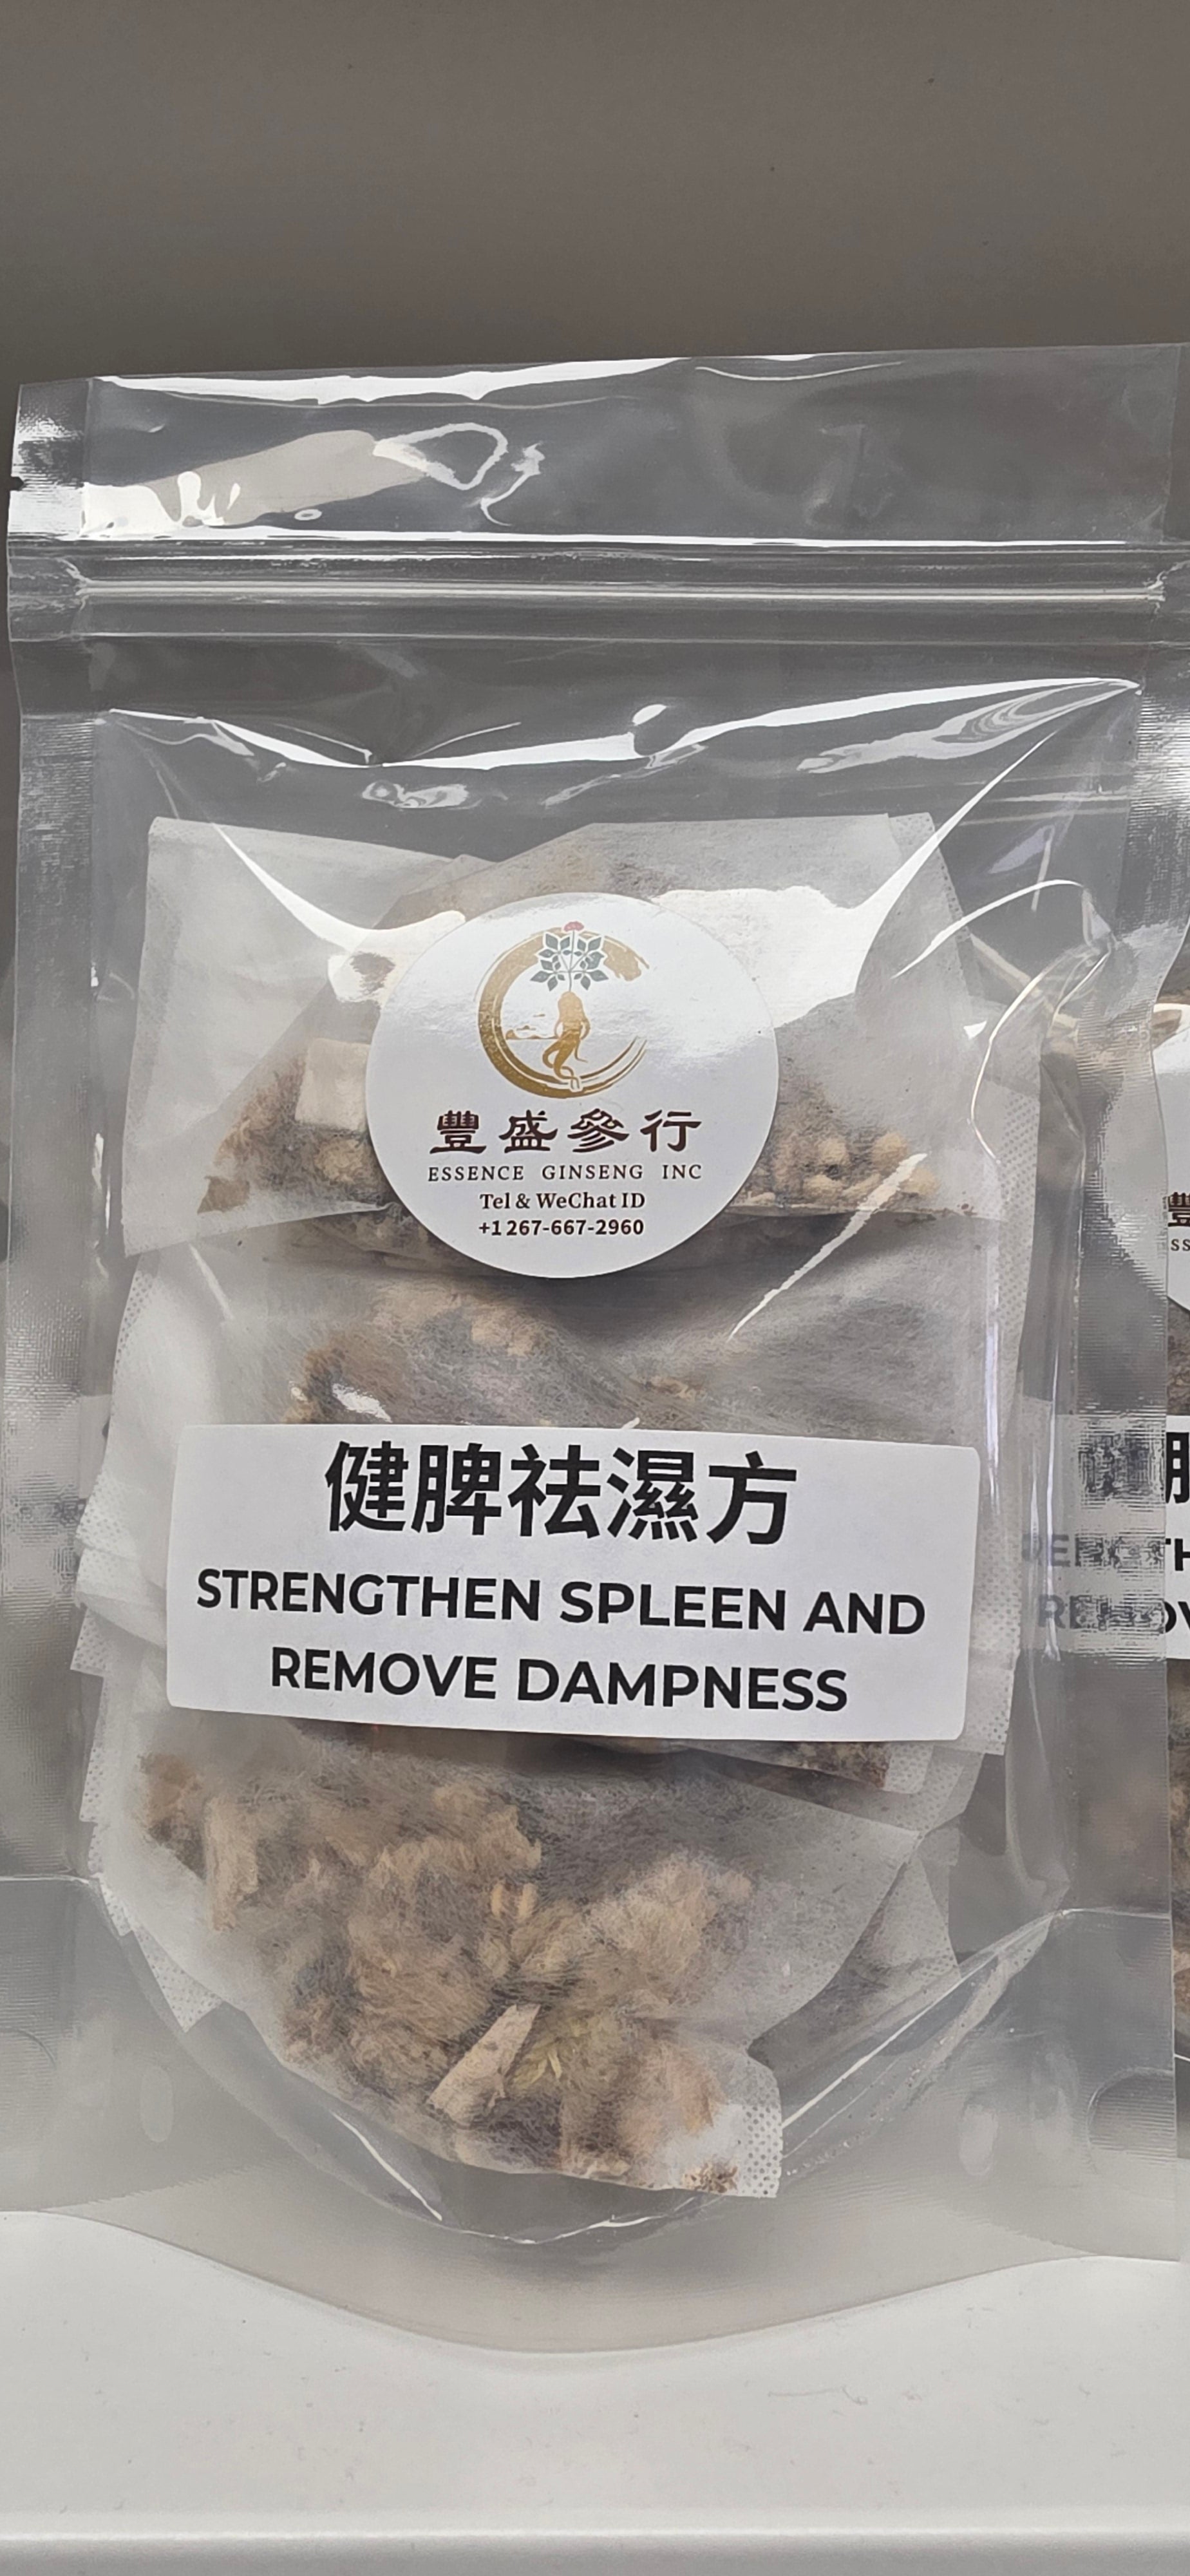 豐盛參行
ESSENCE GINSENG INC
Tel & WeChat ID
+1 267-667-2960
健脾祛濕方
STRENGTHEN SPLEEN AND
REMOVE DAMPNESS